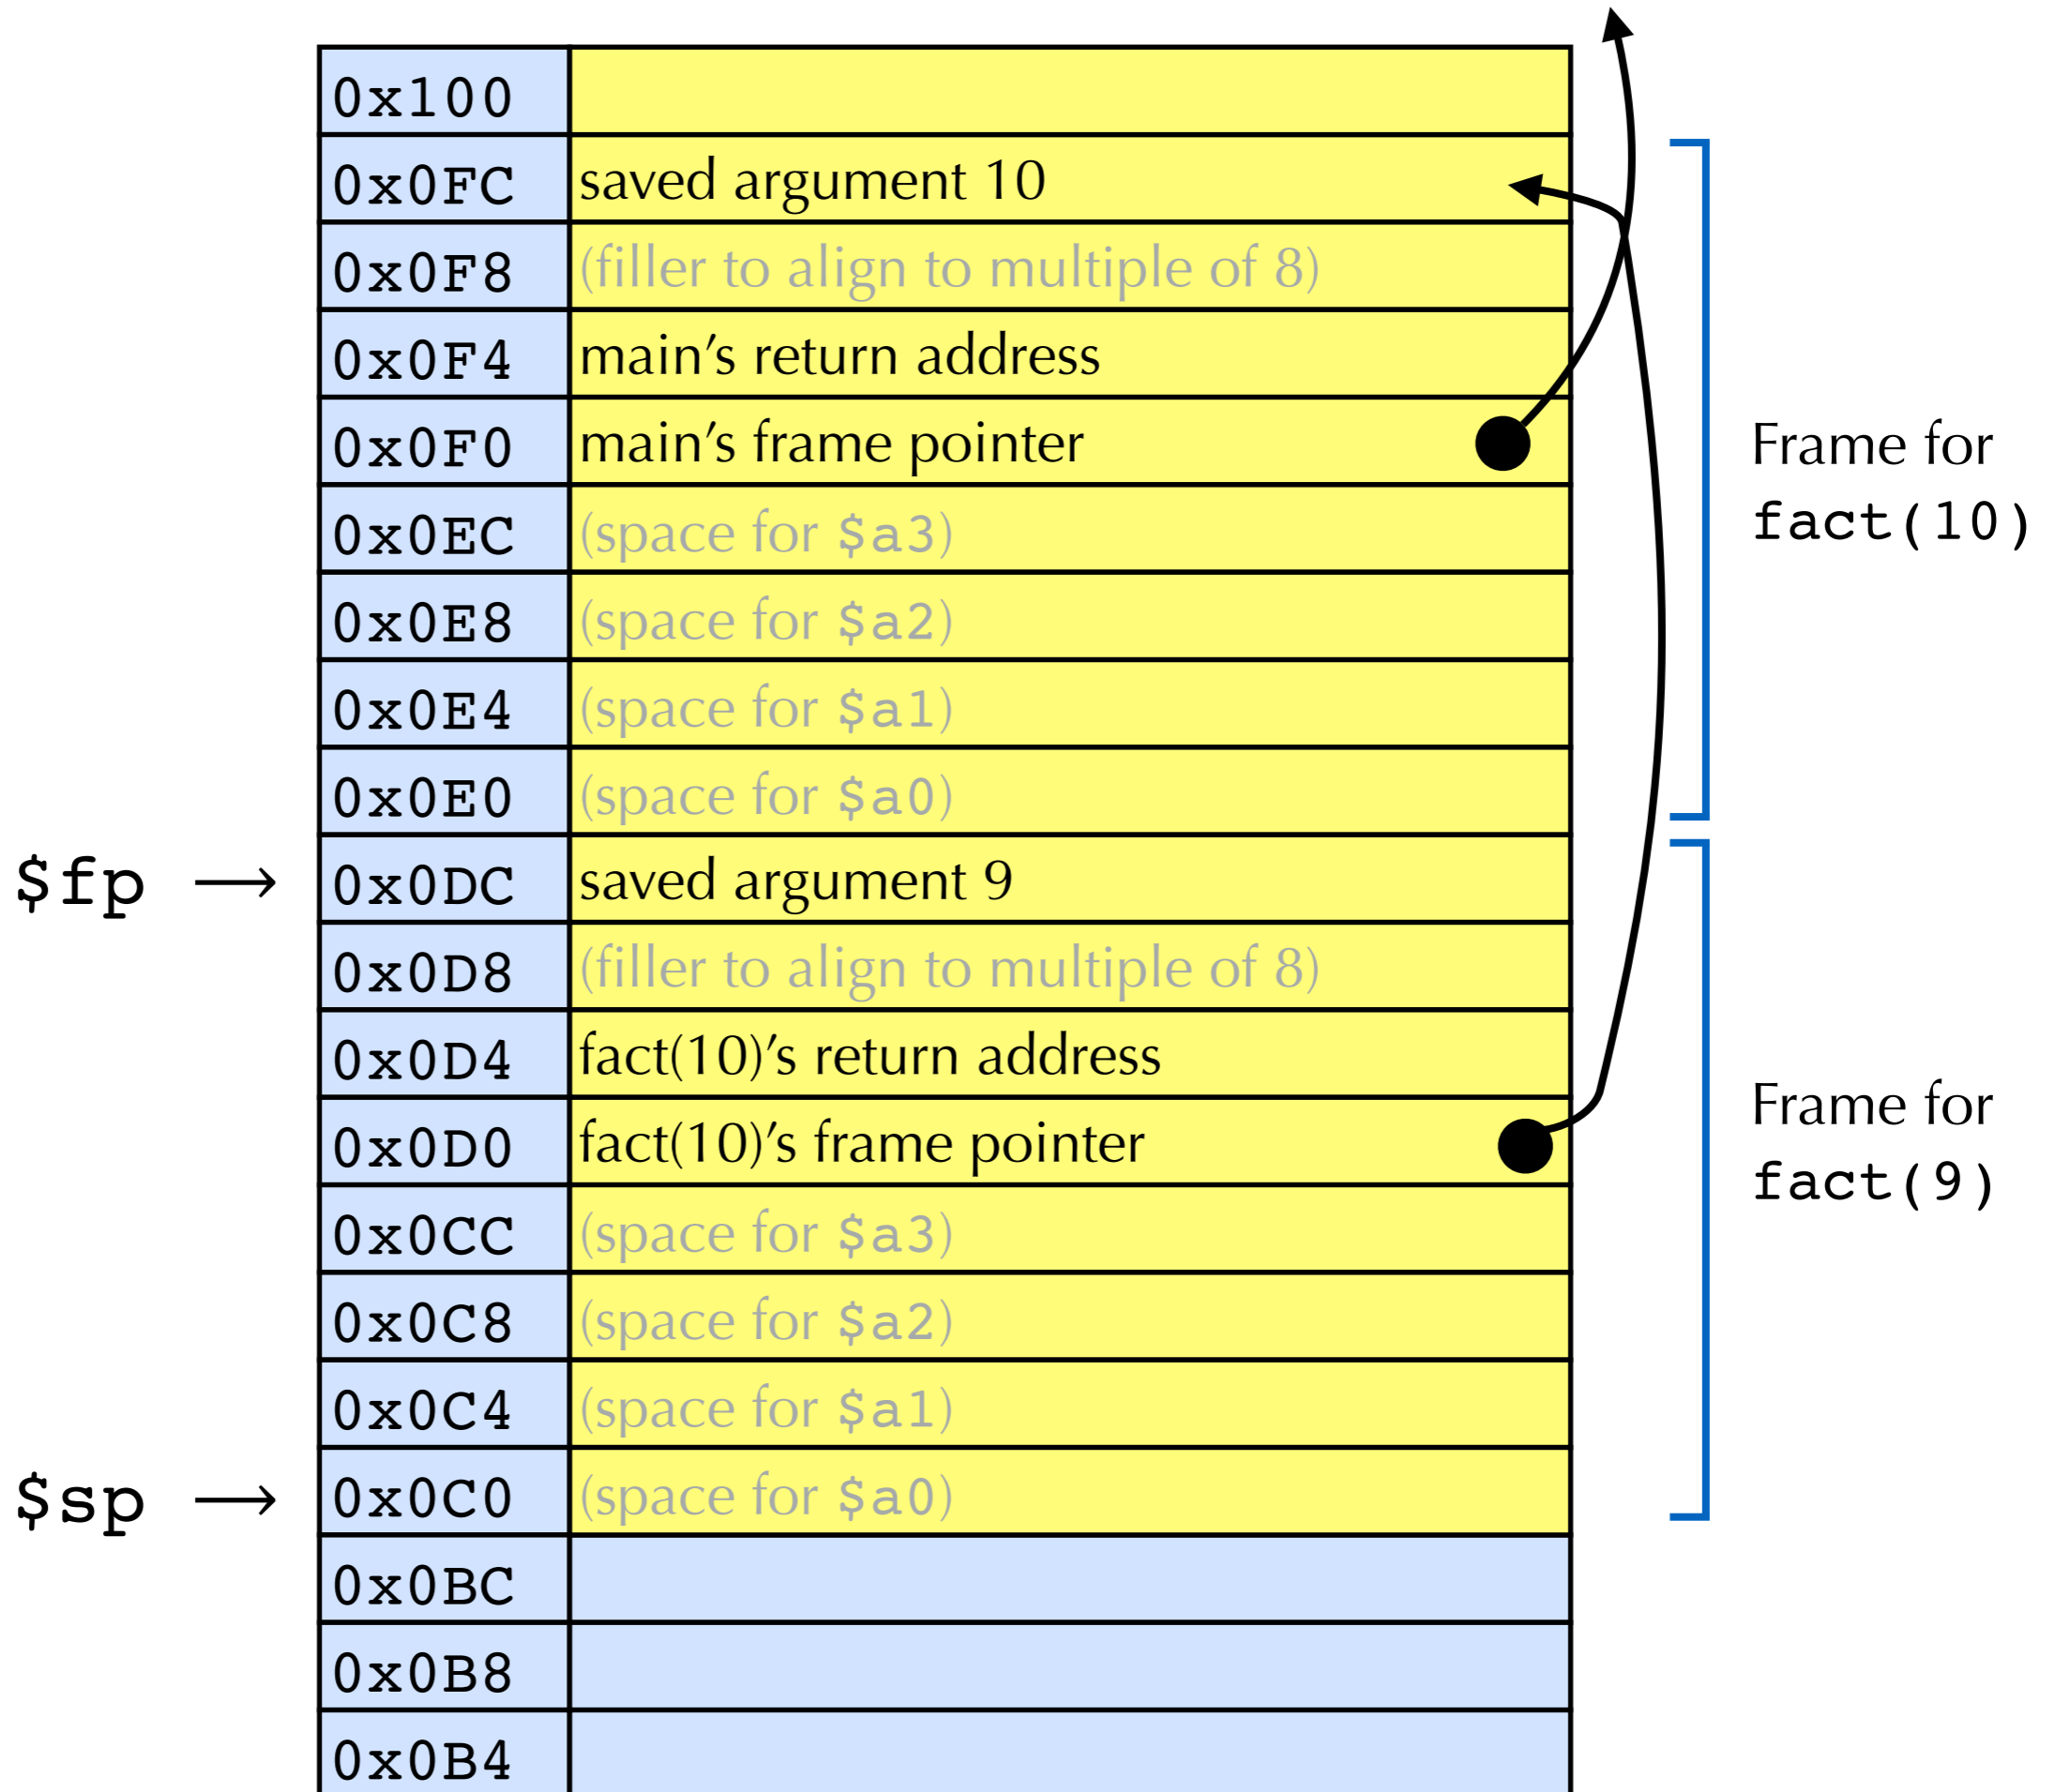 0x100
0x0FC saved argument 10
0x0F8 (filler to align to multiple of 8)
0x0F4 main’s return address
0x0F0 main’s frame pointer
Frame for
fact(10)
0x0EC (space for $a3)
0x0E8 (space for $a2)
0x0E4 (space for $a1)
0x0E0 (space for $a0)
$fp → 0x0DC saved argument 9
0x0D8 (filler to align to multiple of 8)
0x0D4 fact(10)’s return address
0x0D0 fact(10)’s frame pointer
Frame for
fact(9)
0x0CC (space for $a3)
0x0C8 (space for $a2)
0x0C4 (space for $a1)
$sp → 0x0C0 (space for $a0)
0x0BC
0x0B8
0x0B4